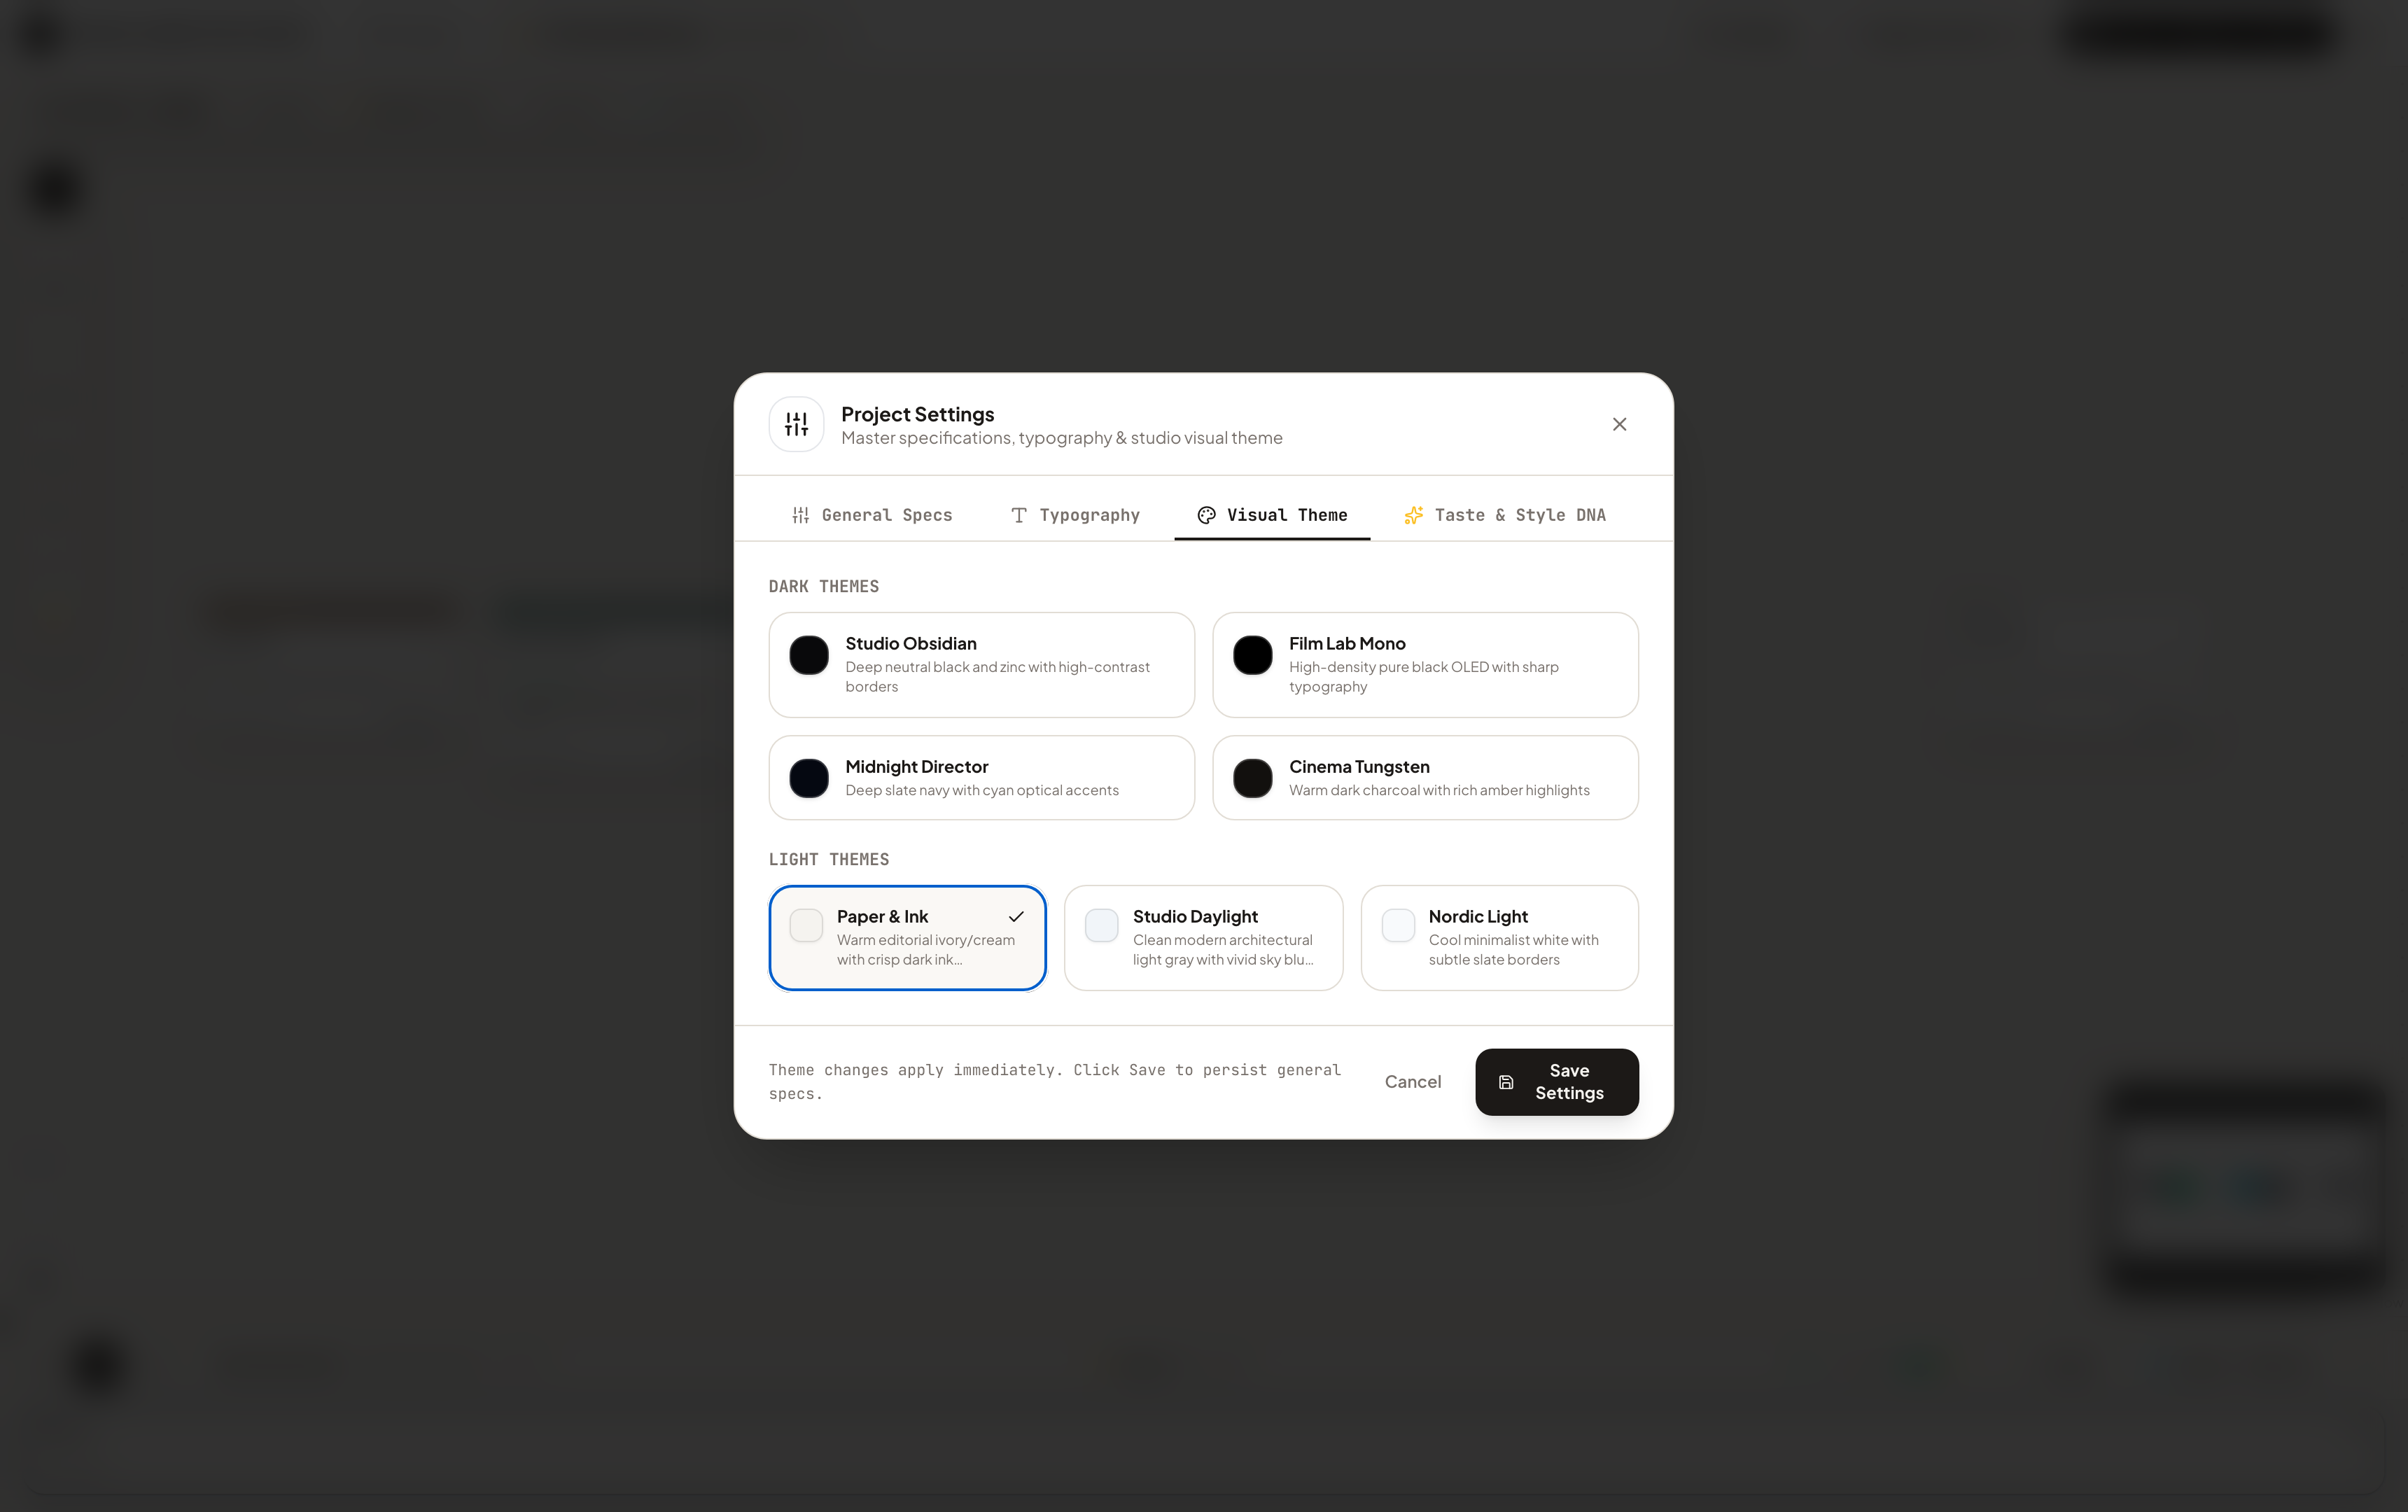 Project Settings
Master specifications, typography & studio visual theme
General Specs
Typography
Visual Theme
Taste & Style DNA
DARK THEMES
Studio Obsidian
Deep neutral black and zinc with high-contrast
borders
Film Lab Mono
High-density pure black OLED with sharp
typography
Midnight Director
Deep slate navy with cyan optical accents
Cinema Tungsten
Warm dark charcoal with rich amber highlights
LIGHT THEMES
Paper & Ink
Warm editorial ivory/cream
with crisp dark ink...
Studio Daylight
Clean modern architectural
light gray with vivid sky blu...
Nordic Light
Cool minimalist white with
subtle slate borders
Theme changes apply immediately. Click Save to persist general
specs.
Cancel
Save
Settings